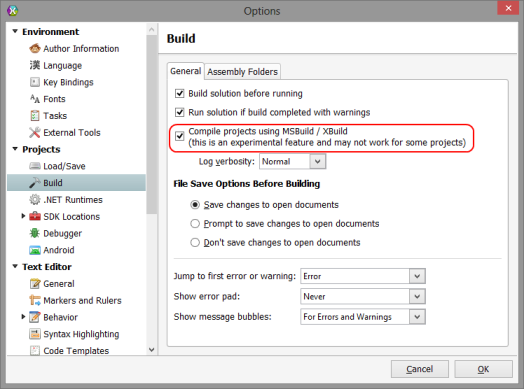 Options
Environment
Author Information
漢 Language
Key Bindings
Fonts
Tasks
External Tools
Projects
Load/Save
Build
.NET Runtimes
SDK Locations
Debugger
Android
Text Editor
General
Markers and Rulers
Behavior
Syntax Highlighting
Code Templates
Build
General
Assembly Folders
Build solution before running
Run solution if build completed with warnings
Compile projects using MSBuild / XBuild
(this is an experimental feature and may not work for some projects)
Log verbosity: Normal
File Save Options Before Building
Save changes to open documents
Prompt to save changes to open documents
Don't save changes to open documents
Jump to first error or warning: Error
Show error pad: Never
Show message bubbles: For Errors and Warnings
Cancel
OK